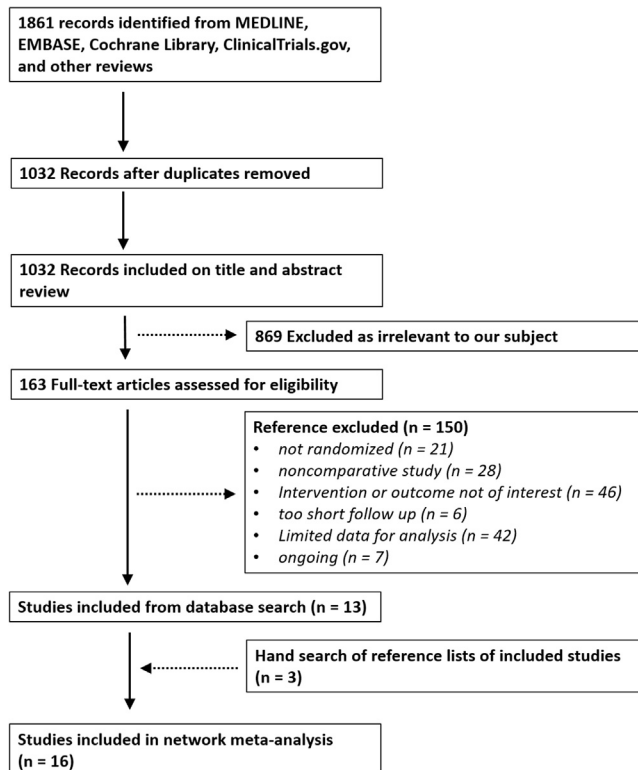 1861 records identified from MEDLINE,
EMBASE, Cochrane Library, ClinicalTrials.gov,
and other reviews
1032 Records after duplicates removed
1032 Records included on title and abstract
review
869 Excluded as irrelevant to our subject
163 Full-text articles assessed for eligibility
Reference excluded (n = 150)
• not randomized (n = 21)
• noncomparative study (n = 28)
• Intervention or outcome not of interest (n = 46)
• too short follow up (n = 6)
• Limited data for analysis (n = 42)
• ongoing (n = 7)
Studies included from database search (n = 13)
Hand search of reference lists of included studies
(n = 3)
Studies included in network meta-analysis
(n = 16)